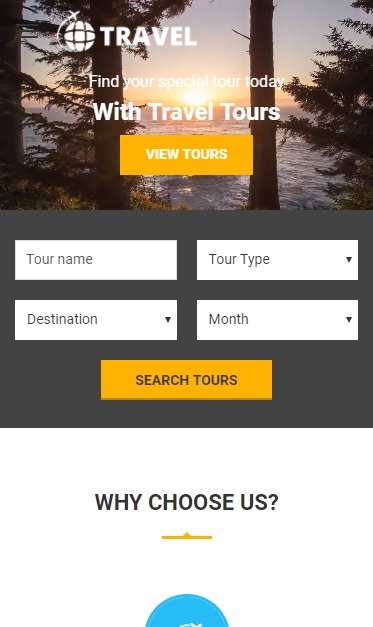 TRAVEL
Find your special tour today
With Travel Tours
VIEW TOURS
Tour name
Tour Type
Destination
Month
SEARCH TOURS
WHY CHOOSE US?